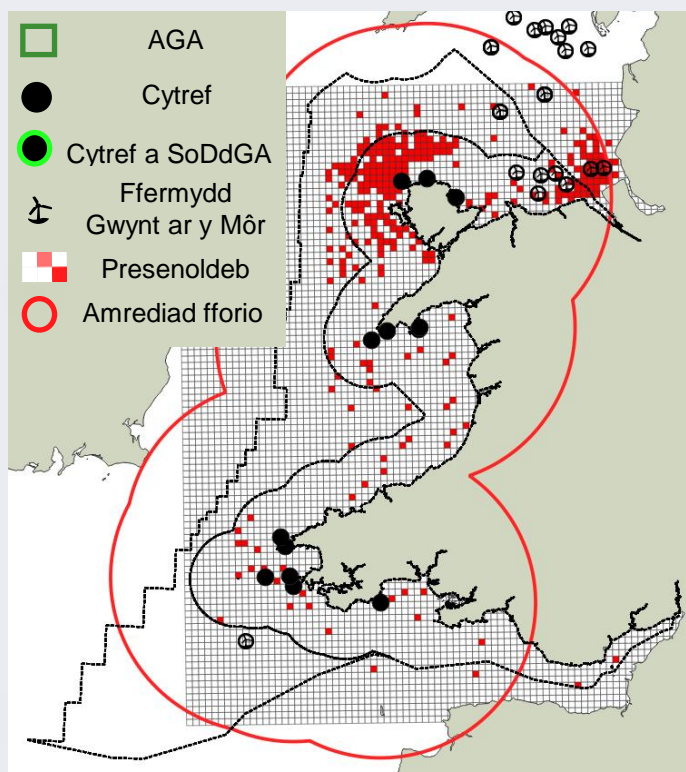 AGA
Cytref
Cytref a SoDdGA
Ffermydd
Gwynt ar y Môr
Presenoldeb
Amrediad fforio